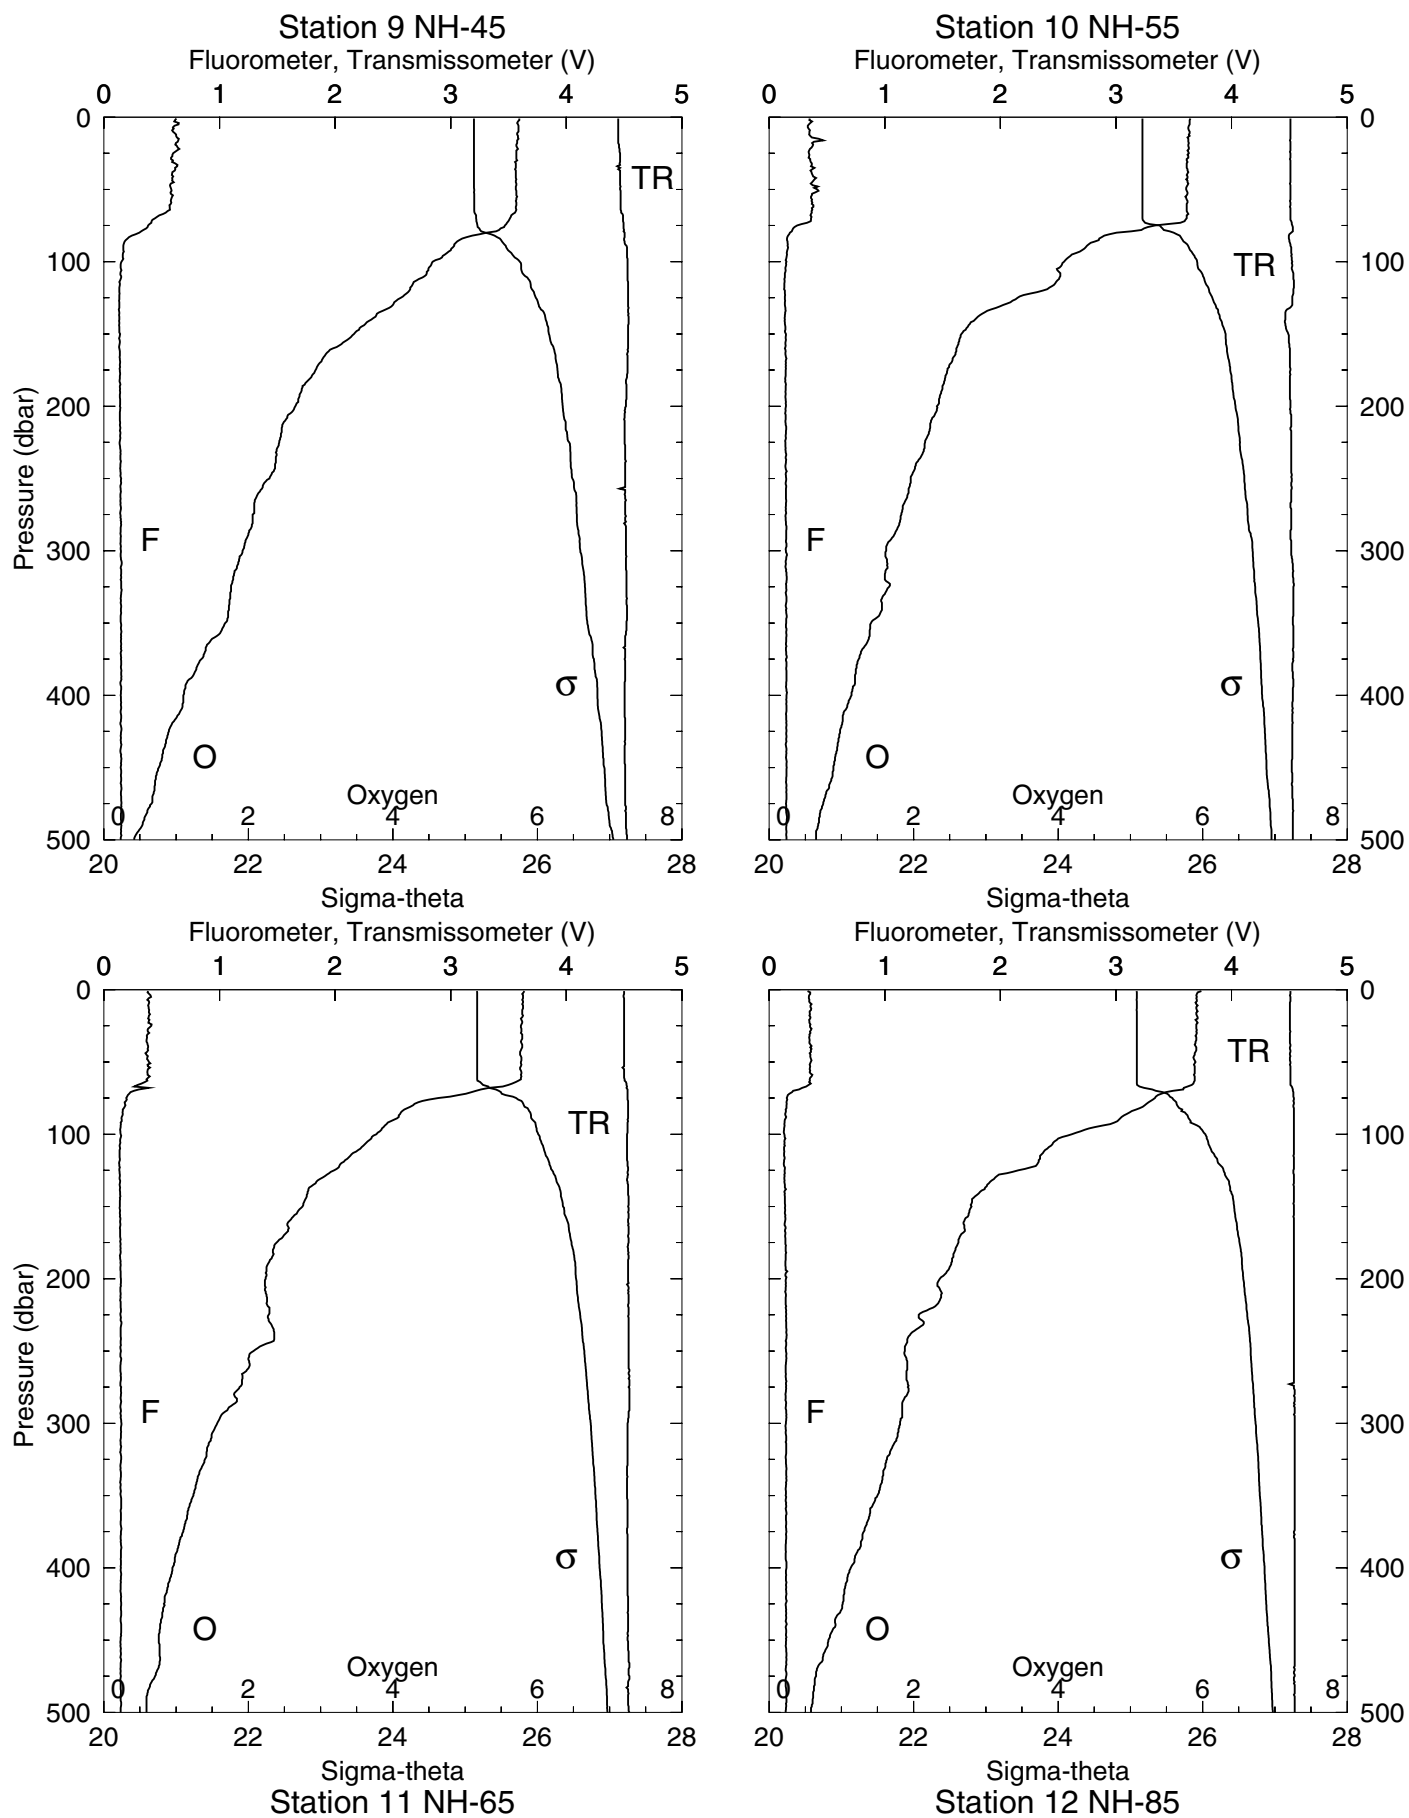 Station 9 NH-45
Fluorometer, Transmissometer (V)
0 1 2 3 4 5
0
100
200
300
400
500
Pressure (dbar)
TR
F
σ
O
Oxygen
0 2 4 6 8
20 22 24 26 28
Sigma-theta
Station 10 NH-55
Fluorometer, Transmissometer (V)
0 1 2 3 4 5
0
100
200
300
400
500
TR
F
σ
O
Oxygen
0 2 4 6 8
20 22 24 26 28
Sigma-theta
Fluorometer, Transmissometer (V)
0 1 2 3 4 5
0
100
200
300
400
500
Pressure (dbar)
TR
F
σ
O
Oxygen
0 2 4 6 8
20 22 24 26 28
Sigma-theta
Station 11 NH-65
Fluorometer, Transmissometer (V)
0 1 2 3 4 5
0
100
200
300
400
500
TR
F
σ
O
Oxygen
0 2 4 6 8
20 22 24 26 28
Sigma-theta
Station 12 NH-85